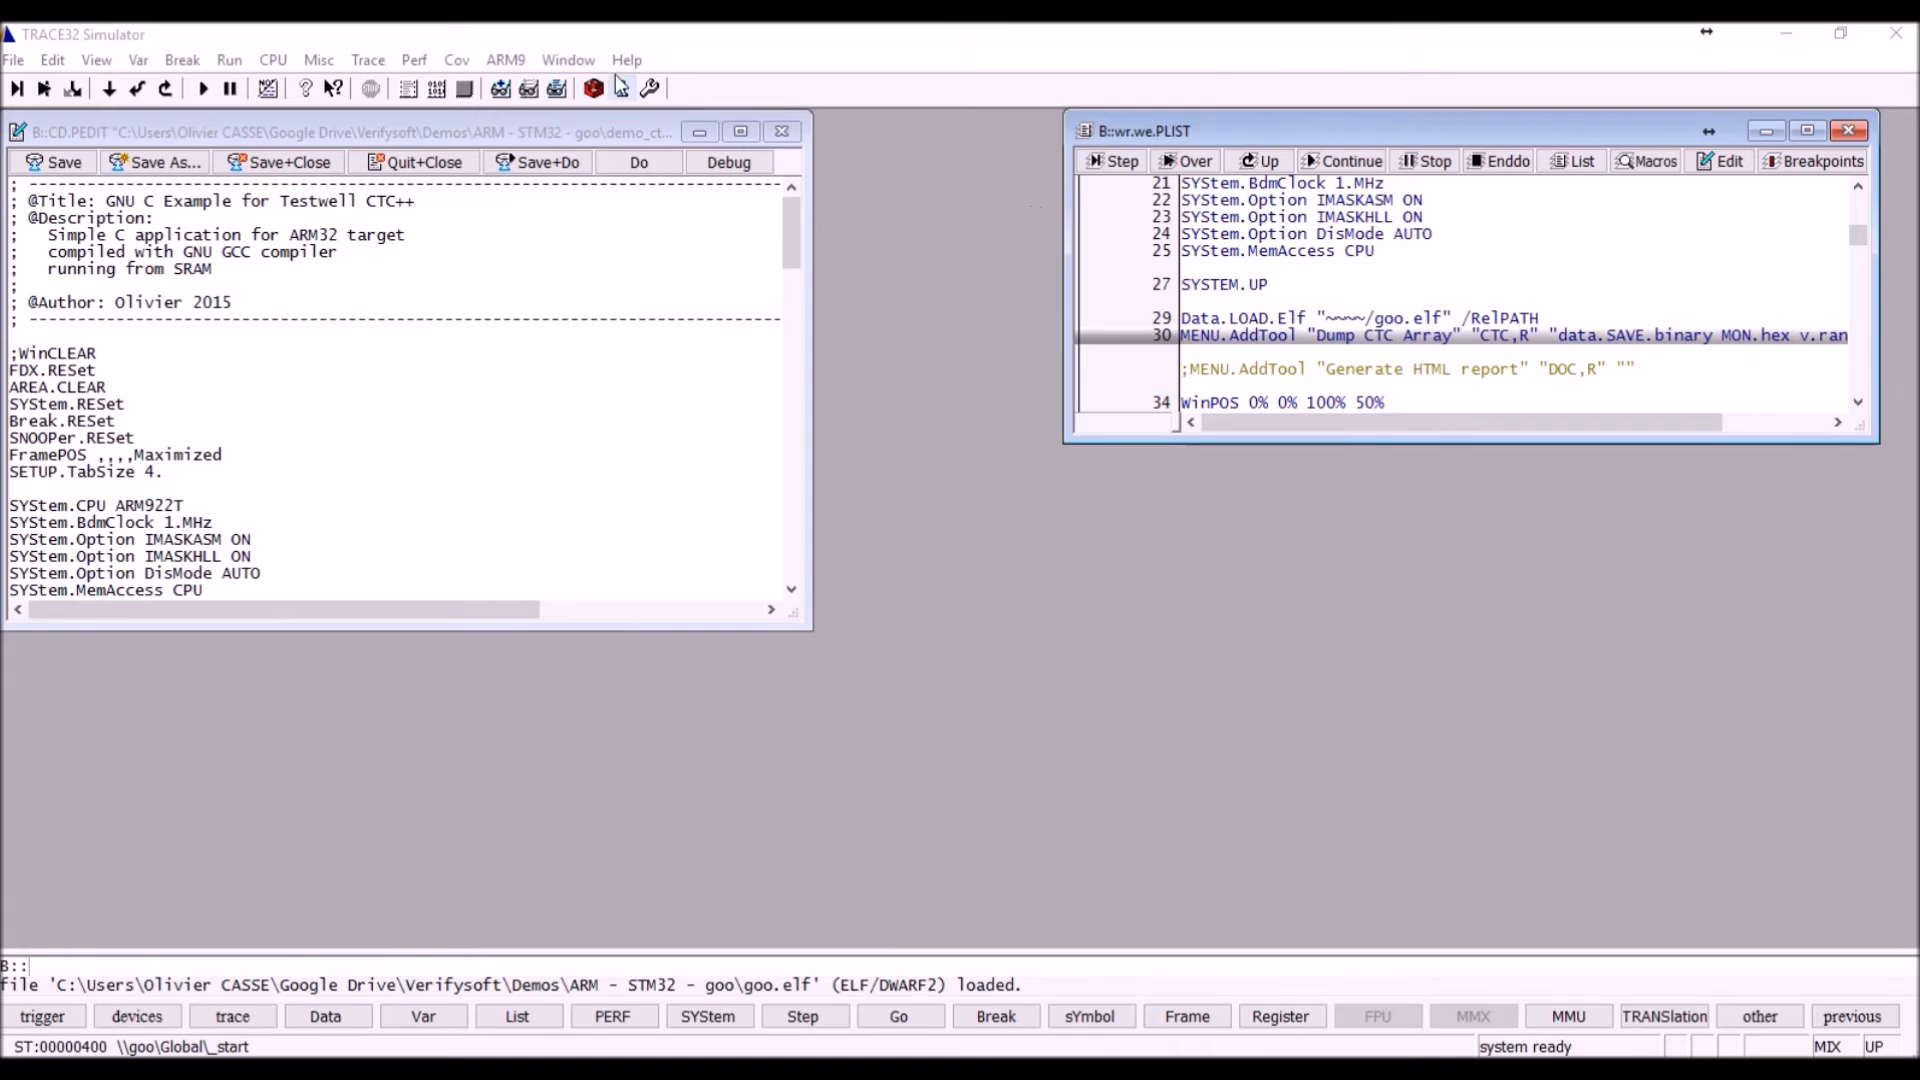 TRACE32 Simulator
File Edit View Var Break Run CPU Misc Trace Perf Cov ARM9 Window Help
B::CD.PEDIT "C:\Users\Olivier CASSE\Google Drive\Verifysoft\Demos\ARM - STM32 - goo\demo_ct...
Save Save As... Save+Close Quit+Close Save+Do Do Debug
; --------------------------------------------------------------------------------
; @Title: GNU C Example for Testwell CTC++
; @Description:
;   Simple C application for ARM32 target
;   compiled with GNU GCC compiler
;   running from SRAM
;
; @Author: Olivier 2015
; --------------------------------------------------------------------------------
;WinCLEAR
FDX.RESet
AREA.CLEAR
SYStem.RESet
Break.RESet
SNOOPer.RESet
FramePOS ,,,,Maximized
SETUP.TabSize 4.
SYStem.CPU ARM922T
SYStem.BdmClock 1.MHz
SYStem.Option IMASKASM ON
SYStem.Option IMASKHLL ON
SYStem.Option DisMode AUTO
SYStem.MemAccess CPU
B::wr.we.PLIST
Step Over Up Continue Stop Enddo List Macros Edit Breakpoints
21 SYStem.BdmClock 1.MHz
22 SYStem.Option IMASKASM ON
23 SYStem.Option IMASKHLL ON
24 SYStem.Option DisMode AUTO
25 SYStem.MemAccess CPU
27 SYSTEM.UP
29 Data.LOAD.Elf "~~~~/goo.elf" /RelPATH
30 MENU.AddTool "Dump CTC Array" "CTC,R" "data.SAVE.binary MON.hex v.ran
;MENU.AddTool "Generate HTML report" "DOC,R" ""
34 WinPOS 0% 0% 100% 50%
B::
file 'C:\Users\Olivier CASSE\Google Drive\Verifysoft\Demos\ARM - STM32 - goo\goo.elf' (ELF/DWARF2) loaded.
trigger devices trace Data Var List PERF SYStem Step Go Break sYmbol Frame Register FPU MMX MMU TRANSlation other previous
ST:00000400 \\goo\Global\_start system ready MIX UP